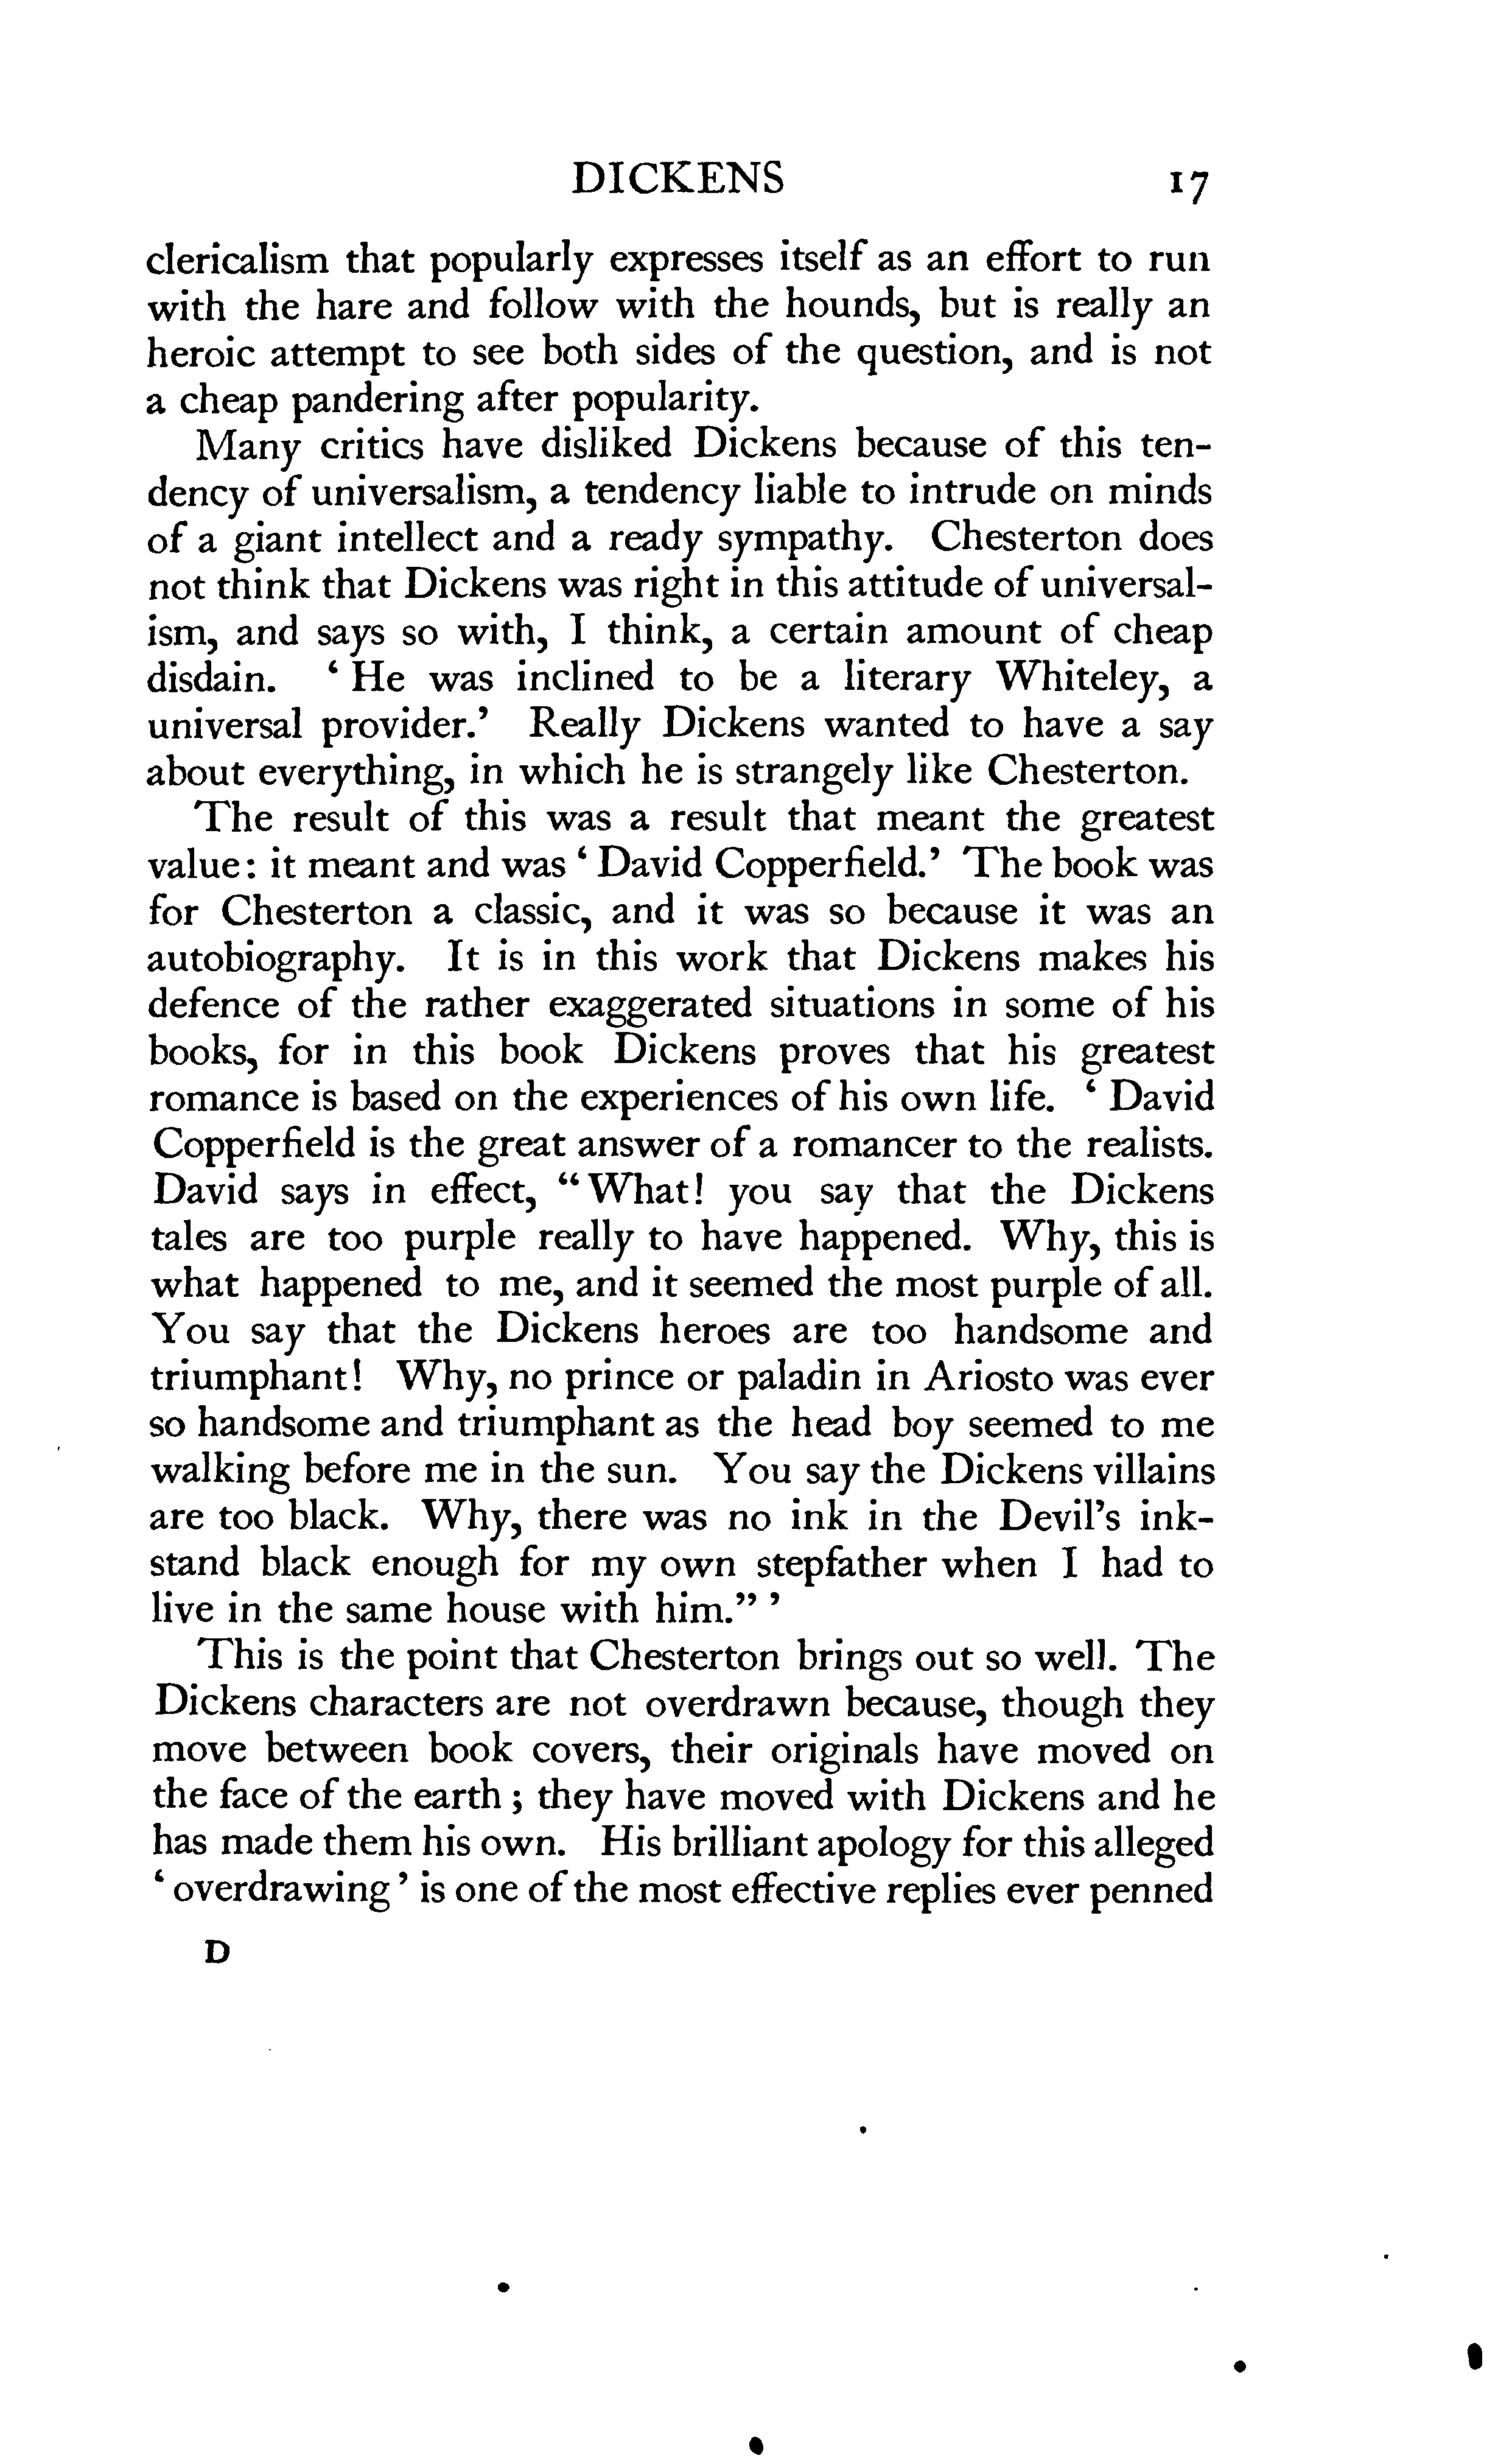 DICKENS 17
clericalism that popularly expresses itself as an effort to run
with the hare and follow with the hounds, but is really an
heroic attempt to see both sides of the question, and is not
a cheap pandering after popularity.
Many critics have disliked Dickens because of this ten-
dency of universalism, a tendency liable to intrude on minds
of a giant intellect and a ready sympathy. Chesterton does
not think that Dickens was right in this attitude of universal-
ism, and says so with, I think, a certain amount of cheap
disdain. ‘ He was inclined to be a literary Whiteley, a
universal provider.’ Really Dickens wanted to have a say
about everything, in which he is strangely like Chesterton.
The result of this was a result that meant the greatest
value: it meant and was ‘ David Copperfield.’ The book was
for Chesterton a classic, and it was so because it was an
autobiography. It is in this work that Dickens makes his
defence of the rather exaggerated situations in some of his
books, for in this book Dickens proves that his greatest
romance is based on the experiences of his own life. ‘ David
Copperfield is the great answer of a romancer to the realists.
David says in effect, “ What! you say that the Dickens
tales are too purple really to have happened. Why, this is
what happened to me, and it seemed the most purple of all.
You say that the Dickens heroes are too handsome and
triumphant! Why, no prince or paladin in Ariosto was ever
so handsome and triumphant as the head boy seemed to me
walking before me in the sun. You say the Dickens villains
are too black. Why, there was no ink in the Devil’s ink-
stand black enough for my own stepfather when I had to
live in the same house with him.” ’
This is the point that Chesterton brings out so well. The
Dickens characters are not overdrawn because, though they
move between book covers, their originals have moved on
the face of the earth ; they have moved with Dickens and he
has made them his own. His brilliant apology for this alleged
‘ overdrawing ’ is one of the most effective replies ever penned
D